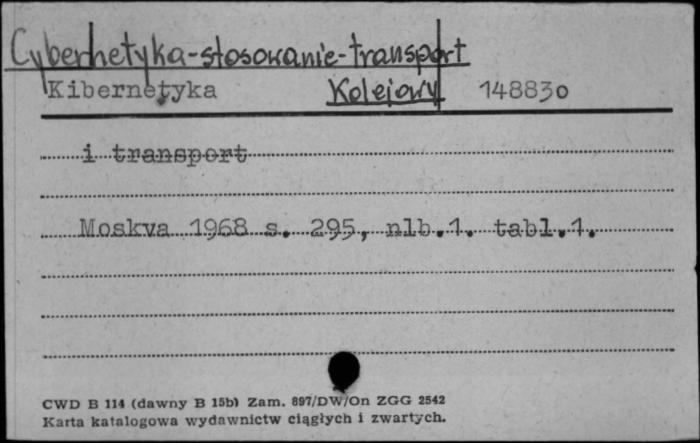 Cybernetyka-stosowanie-transport
Kolejowy
Kibernetyka 148830
i transport
Moskva 1968 s. 295, nlb.1. tabl.1.
CWD B 114 (dawny B 15b) Zam. 897/DW/On ZGG 2542
Karta katalogowa wydawnictw ciągłych i zwartych.